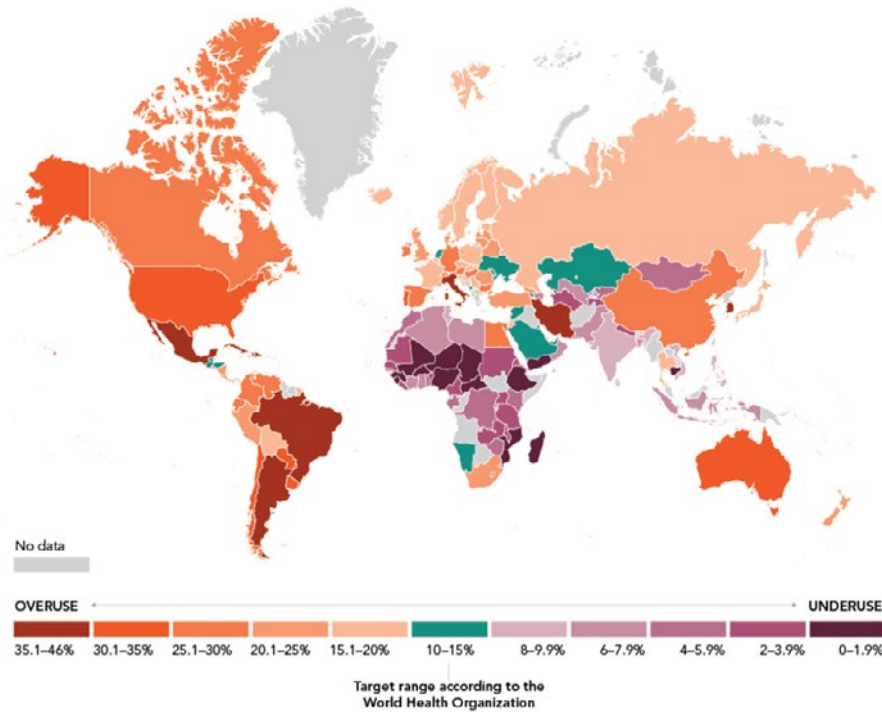 No data
OVERUSE
UNDERUSE
35.1–46%
30.1–35%
25.1–30%
20.1–25%
15.1–20%
10–15%
8–9.9%
6–7.9%
4–5.9%
2–3.9%
0–1.9%
Target range according to the
World Health Organization